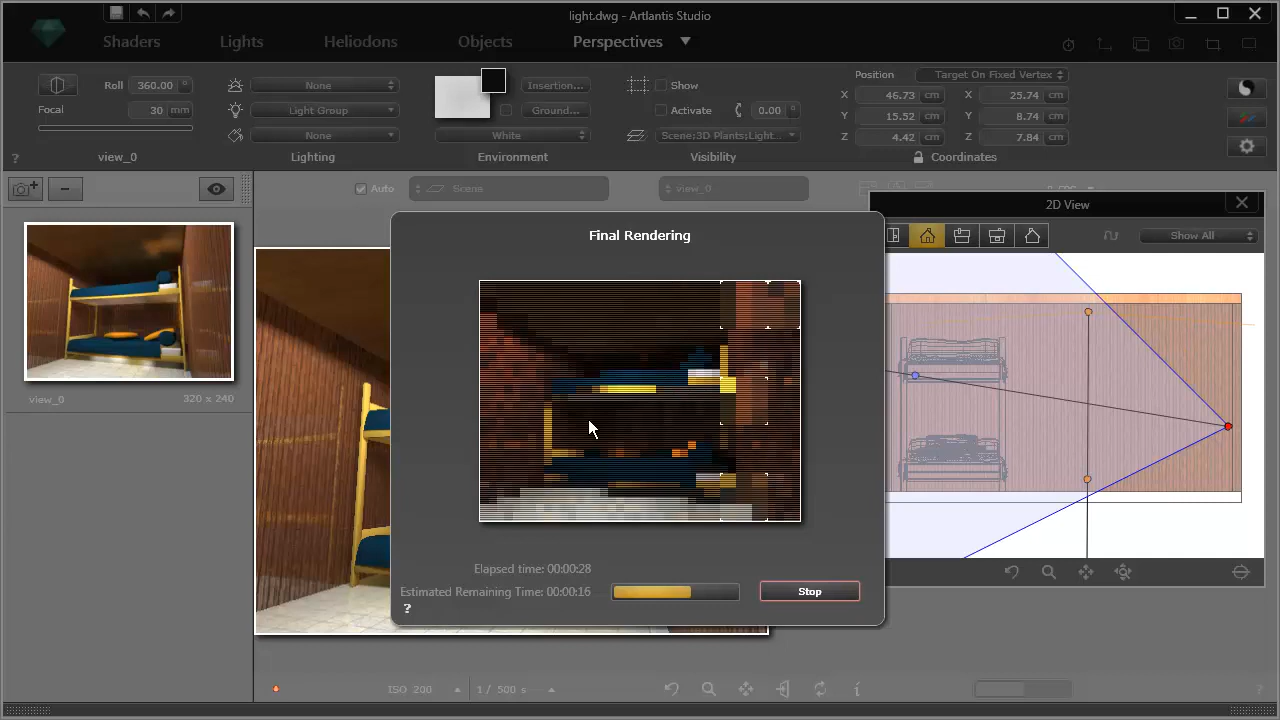 light.dwg - Artlantis Studio
Shaders Lights Heliodons Objects Perspectives
Roll 360.00 °
None
Insertion...
Show
Position Target On Fixed Vertex
Focal 30 mm
Light Group
Ground...
Activate 0.00 °
X 46.73 cm X 25.74 cm
Y 15.52 cm Y 8.74 cm
None
White
Scene;3D Plants;Light...
Z 4.42 cm Z 7.84 cm
? view_0 Lighting Environment Visibility Coordinates
Auto Scene view_0
2D View
Final Rendering
Show All
view_0 320 x 240
Elapsed time: 00:00:28
Estimated Remaining Time: 00:00:16 Stop
?
ISO 200 1 / 500 s i ?